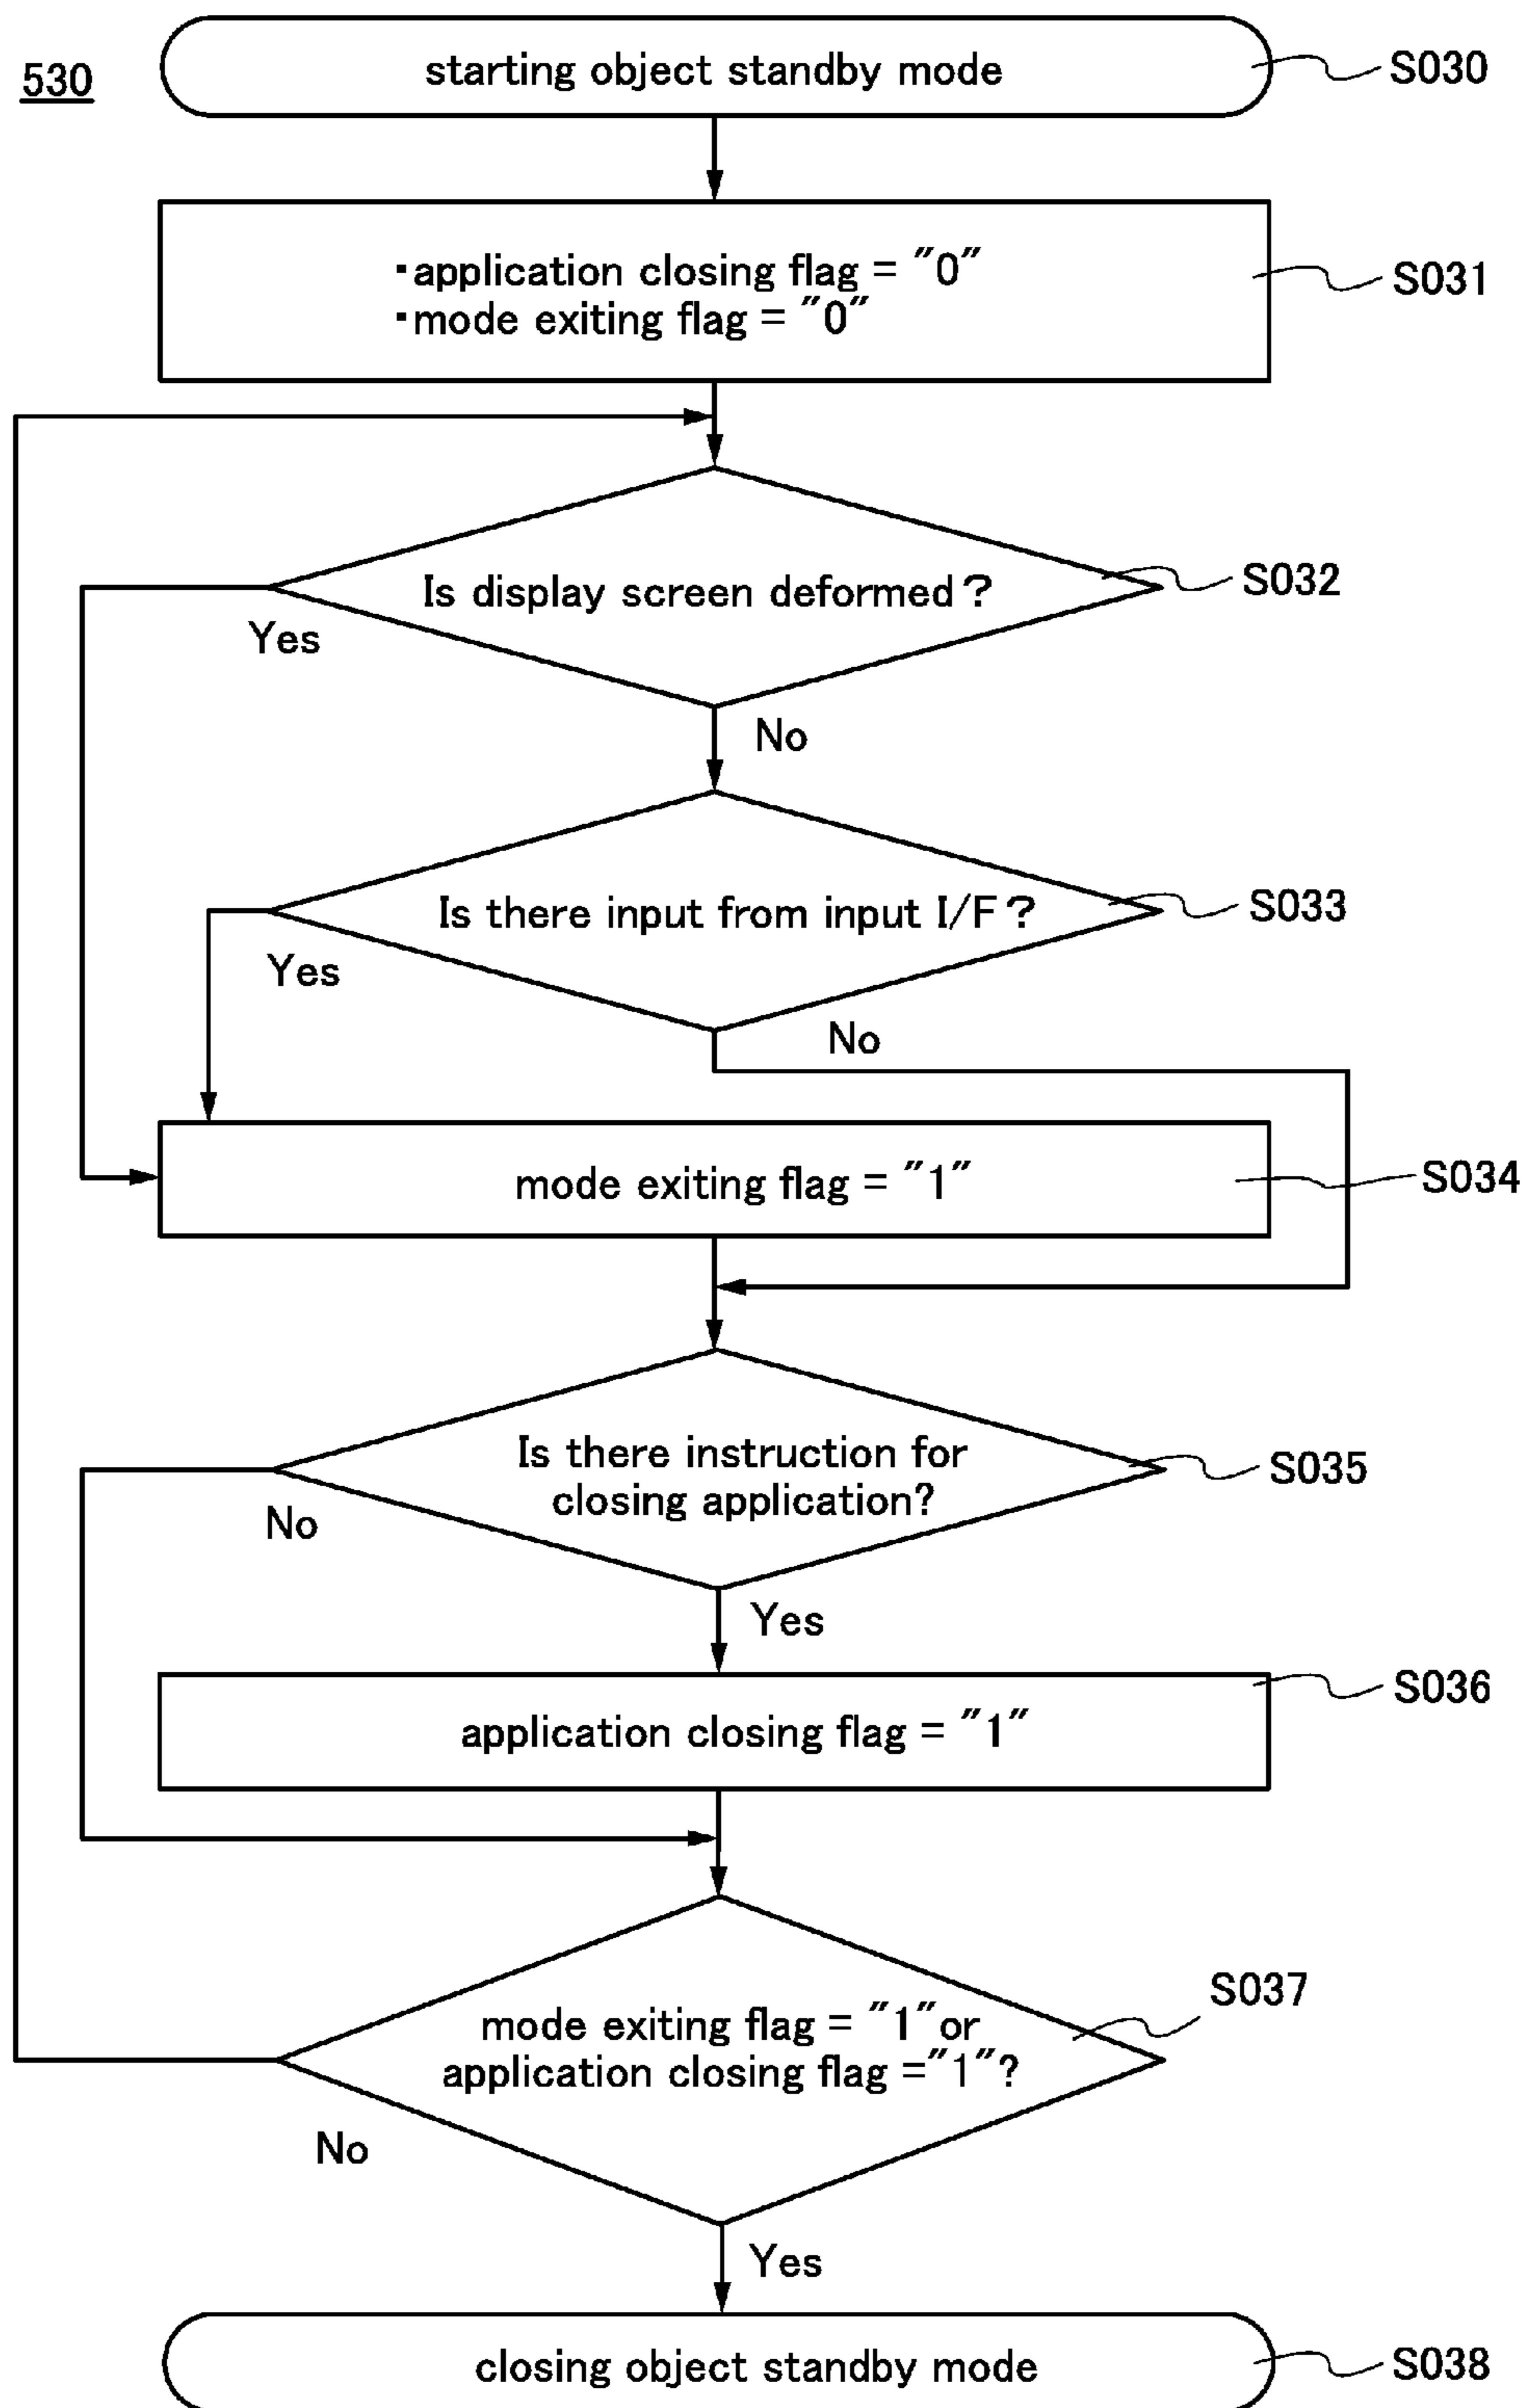 530
starting object standby mode
S030
・application closing flag = "0"
・mode exiting flag = "0"
S031
Is display screen deformed?
S032
Yes
No
Is there input from input I/F?
S033
Yes
No
mode exiting flag = "1"
S034
Is there instruction for
closing application?
S035
No
Yes
S036
application closing flag = "1"
S037
mode exiting flag = "1"or
application closing flag ="1"?
No
Yes
closing object standby mode
S038